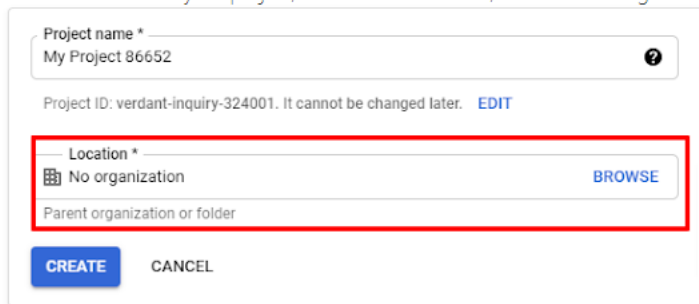 Project name *
My Project 86652
Project ID: verdant-inquiry-324001. It cannot be changed later. EDIT
Location *
No organization BROWSE
Parent organization or folder
CREATE CANCEL